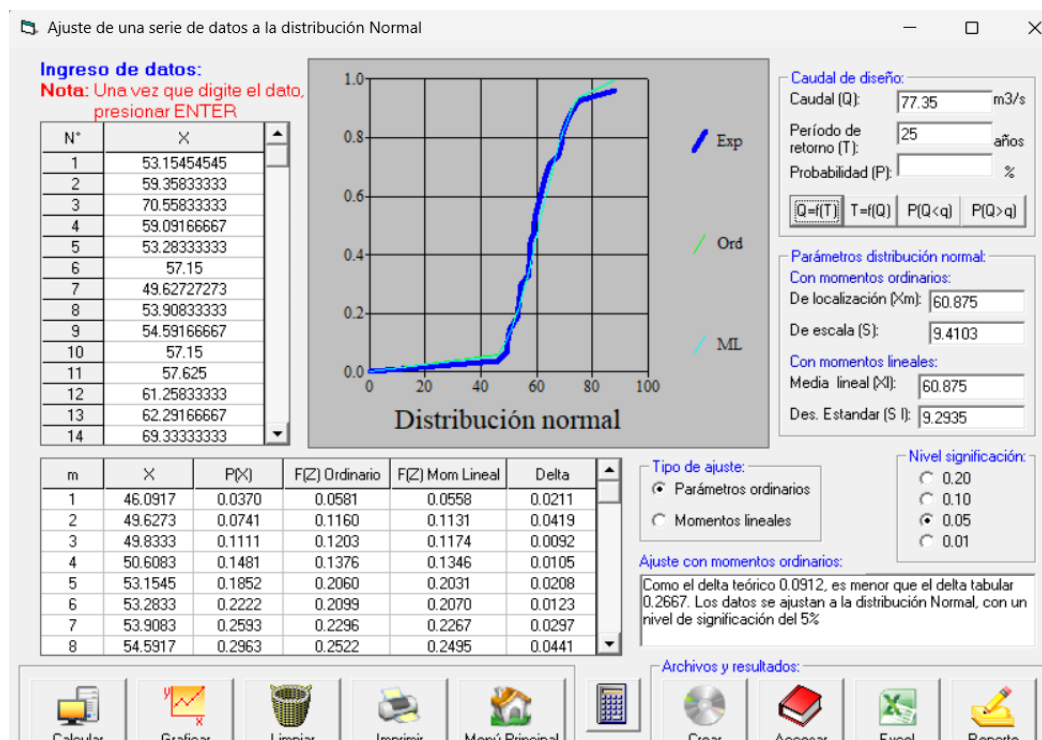 Ajuste de una serie de datos a la distribución Normal
Ingreso de datos:
Nota: Una vez que digite el dato,
presionar ENTER
N° X
1 53.15454545
2 59.35833333
3 70.55833333
4 59.09166667
5 53.28333333
6 57.15
7 49.62727273
8 53.90833333
9 54.59166667
10 57.15
11 57.625
12 61.25833333
13 62.29166667
14 69.33333333
1.0
0.8
0.6
0.4
0.2
0.0
0 20 40 60 80 100
Distribución normal
Exp
Ord
ML
Caudal de diseño:
Caudal (Q): 77.35 m3/s
Período de
retorno (T): 25 años
Probabilidad (P): %
Q=f(T) T=f(Q) P(Q<q) P(Q>q)
Parámetros distribución normal:
Con momentos ordinarios:
De localización (Xm): 60.875
De escala (S): 9.4103
Con momentos lineales:
Media lineal (Xl): 60.875
Des. Estandar (S l): 9.2935
m X P(X) F(Z) Ordinario F(Z) Mom Lineal Delta
1 46.0917 0.0370 0.0581 0.0558 0.0211
2 49.6273 0.0741 0.1160 0.1131 0.0419
3 49.8333 0.1111 0.1203 0.1174 0.0092
4 50.6083 0.1481 0.1376 0.1346 0.0105
5 53.1545 0.1852 0.2060 0.2031 0.0208
6 53.2833 0.2222 0.2099 0.2070 0.0123
7 53.9083 0.2593 0.2296 0.2267 0.0297
8 54.5917 0.2963 0.2522 0.2495 0.0441
Tipo de ajuste:
Parámetros ordinarios
Momentos lineales
Nivel significación:
0.20
0.10
0.05
0.01
Ajuste con momentos ordinarios:
Como el delta teórico 0.0912, es menor que el delta tabular
0.2667. Los datos se ajustan a la distribución Normal, con un
nivel de significación del 5%
Archivos y resultados:
Calcular Graficar Limpiar Imprimir Menú Principal Crear Accesar Excel Reporte